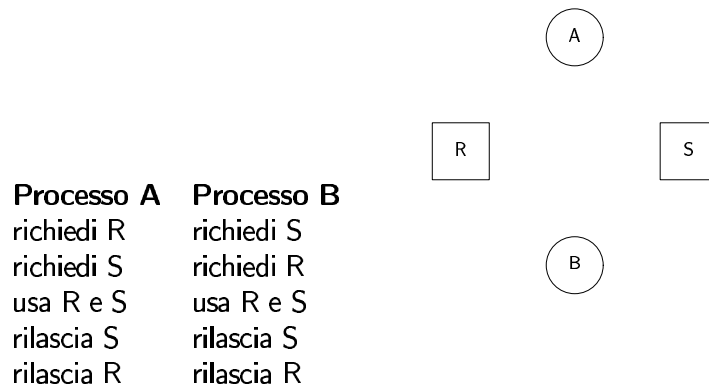 A
R S
Processo A Processo B
richiedi R richiedi S
richiedi S richiedi R
B
usa R e S usa R e S
rilascia S rilascia S
rilascia R rilascia R